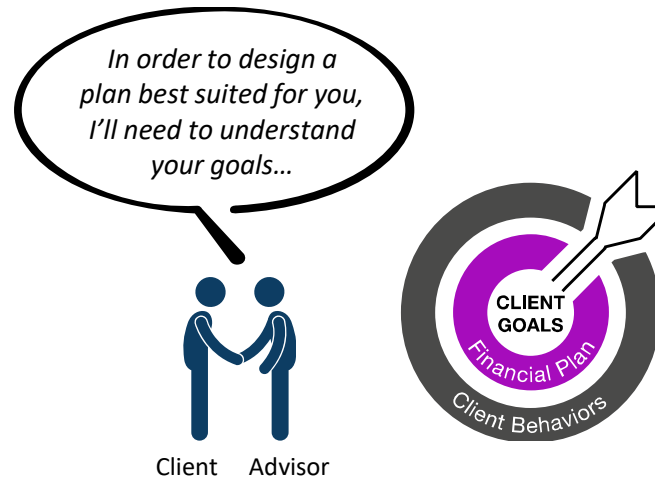 In order to design a
plan best suited for you,
I'll need to understand
your goals…
CLIENT
GOALS
Financial Plan
Client Behaviors
Client Advisor